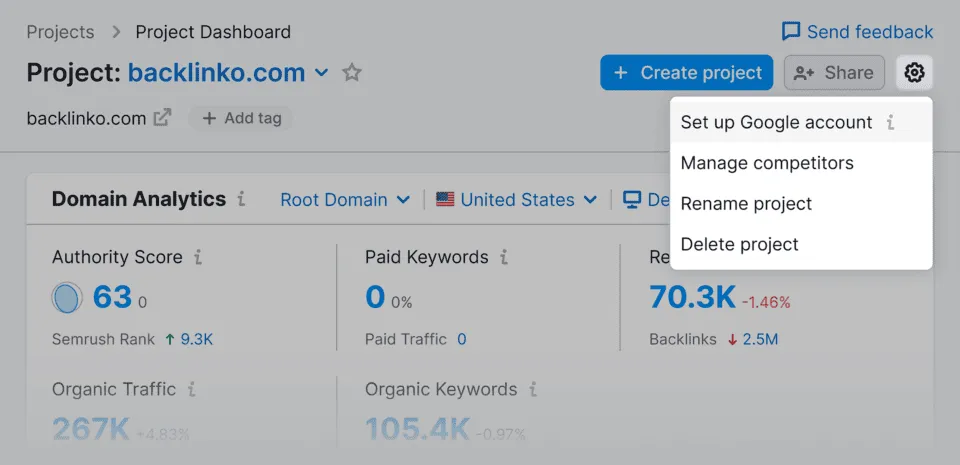 Projects > Project Dashboard
Send feedback
Project: backlinko.com
+ Create project
Share
backlinko.com
+ Add tag
Set up Google account i
Manage competitors
Rename project
Delete project
Domain Analytics i
Root Domain
United States
De
Authority Score i
63 0
Semrush Rank ↑ 9.3K
Paid Keywords i
0 0%
Paid Traffic 0
Re
70.3K -1.46%
Backlinks ↓ 2.5M
Organic Traffic i
267K +4.83%
Organic Keywords i
105.4K -0.97%